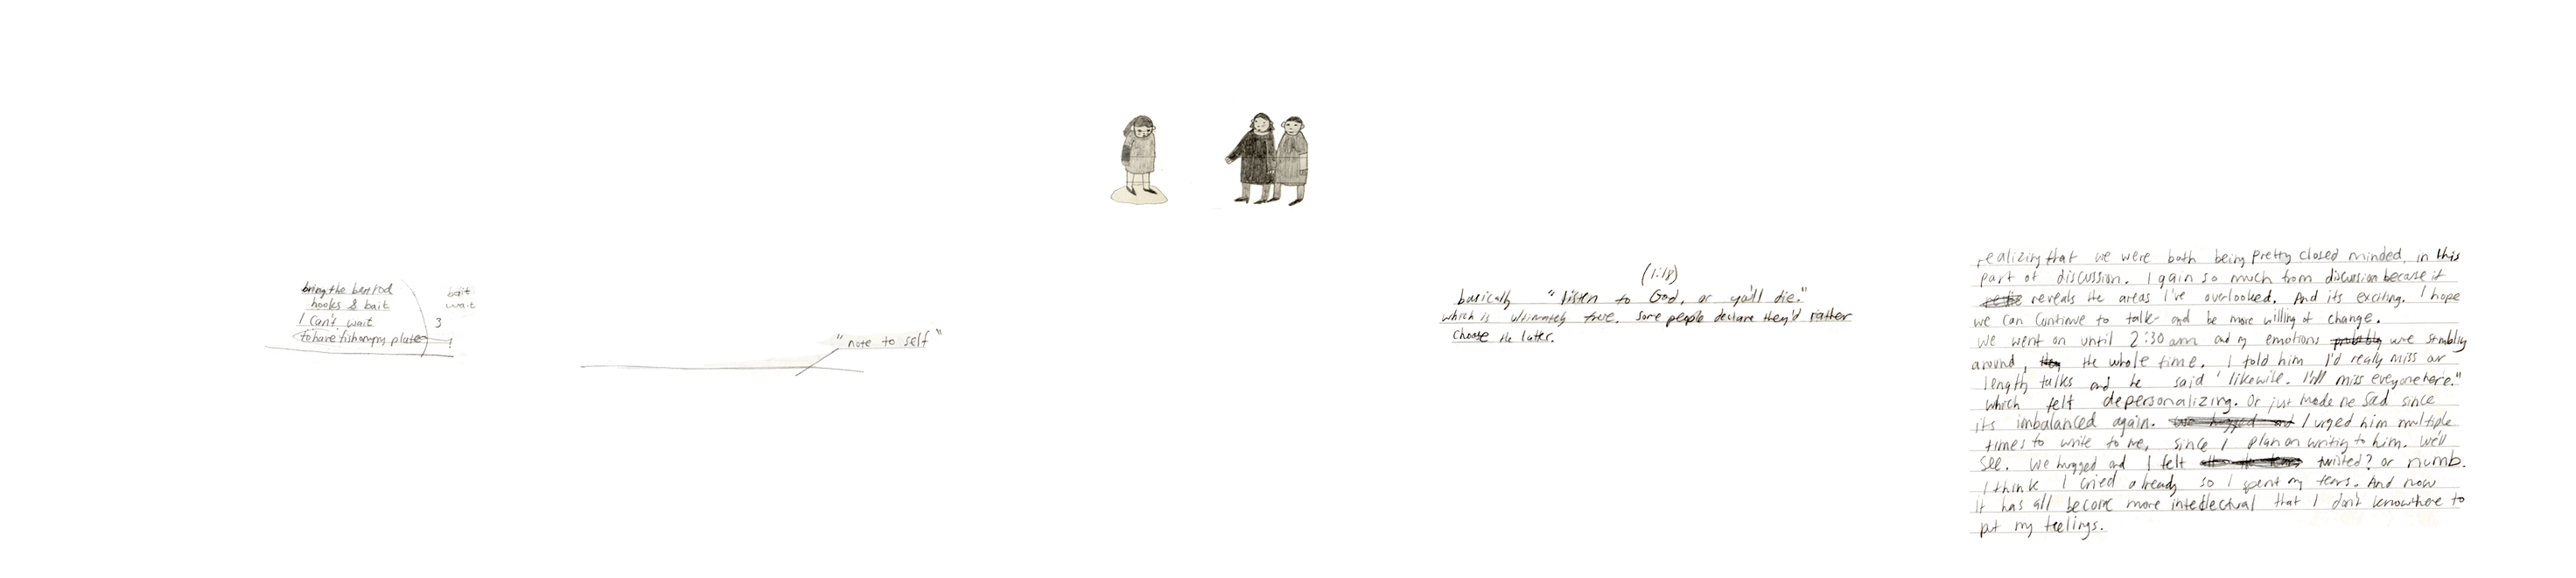 bring the best rod
hooks & bait
I can't wait
to have fish on my plate
bait
wait
3
!
"note to self"
(1:18)
basically "listen to God, or ya'll die."
which is ultimately true. some people declare they'd rather
choose the latter.
realizing that we were both being pretty closed minded, in this
part of discussion. I gain so much from discussion because it
reveals the areas I've overlooked. And its exciting. I hope
we can continue to talk and be more willing of change.
We went on until 2:30 am and my emotions probably were stumbling
around, they the whole time. I told him I'd really miss our
length talks and he said "likewise. I'll miss everyone here."
which felt depersonalizing. Or just made me sad since
its imbalanced again. we hugged and I urged him multiple
times to write to me, since I plan on writing to him. We'll
see. We hugged and I felt twisted? or numb.
I think I cried already so I spent my tears. And now
it has all become more intellectual that I don't know where to
put my feelings.